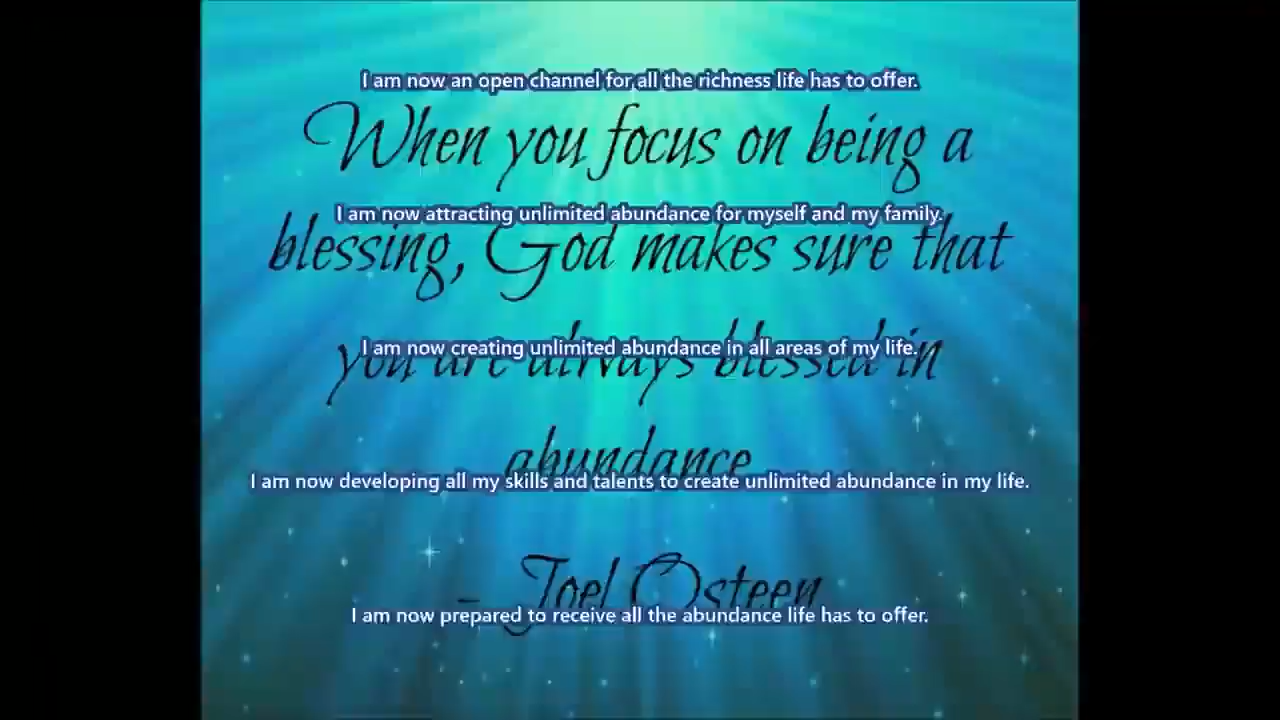 I am now an open channel for all the richness life has to offer.
When you focus on being a
I am now attracting unlimited abundance for myself and my family.
blessing, God makes sure that
I am now creating unlimited abundance in all areas of my life.
you are always blessed in
abundance
I am now developing all my skills and talents to create unlimited abundance in my life.
- Joel Osteen
I am now prepared to receive all the abundance life has to offer.